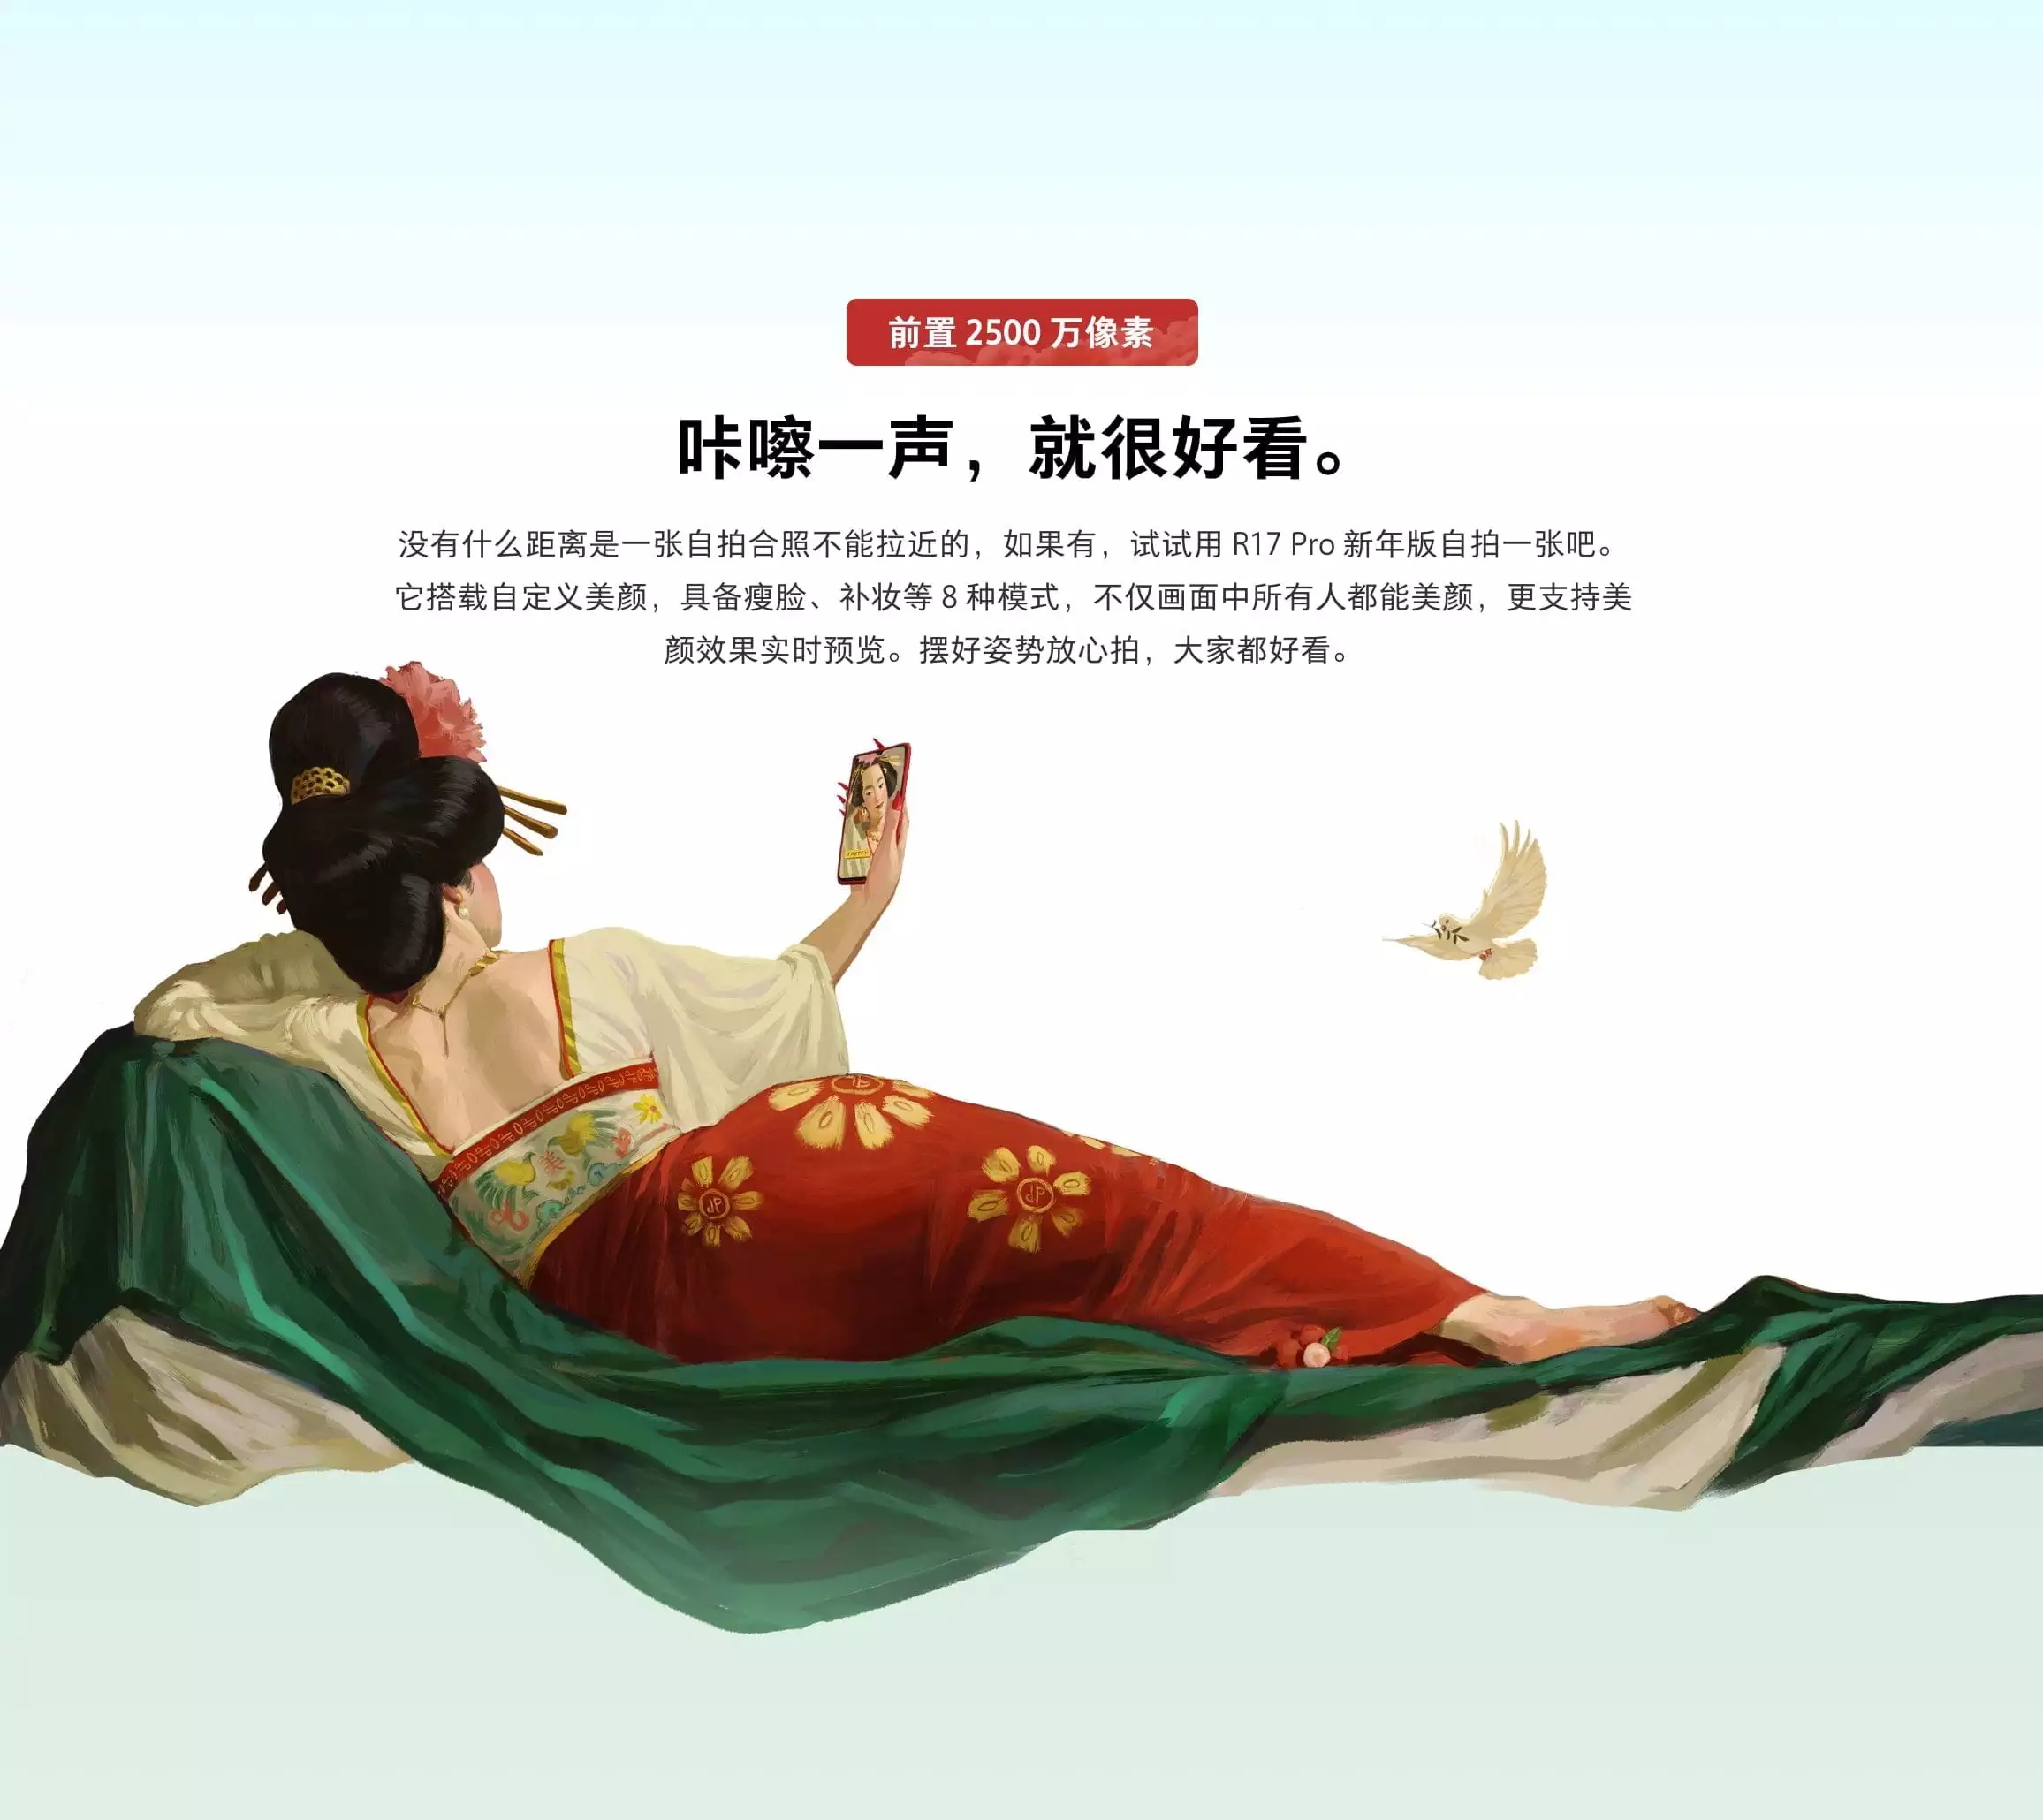 前置 2500 万像素
咔嚓一声，就很好看。
没有什么距离是一张自拍合照不能拉近的，如果有，试试用 R17 Pro 新年版自拍一张吧。
它搭载自定义美颜，具备瘦脸、补妆等 8 种模式，不仅画面中所有人都能美颜，更支持美
颜效果实时预览。摆好姿势放心拍，大家都好看。
美